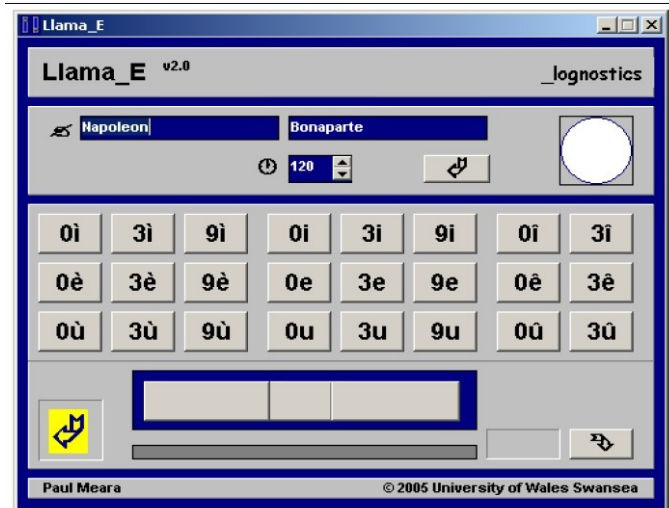 Llama_E
Llama_E v2.0 _lognostics
Napoleon Bonaparte
120
0ì 3ì 9ì 0i 3i 9i 0î 3î
0è 3è 9è 0e 3e 9e 0ê 3ê
0ù 3ù 9ù 0u 3u 9u 0û 3û
Paul Meara © 2005 University of Wales Swansea